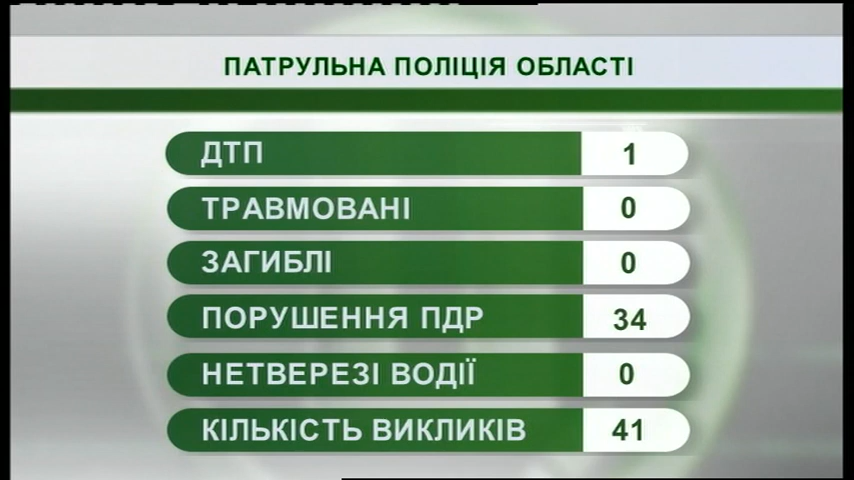 ПАТРУЛЬНА ПОЛІЦІЯ ОБЛАСТІ
ДТП 1
ТРАВМОВАНІ 0
ЗАГИБЛІ 0
ПОРУШЕННЯ ПДР 34
НЕТВЕРЕЗІ ВОДІЇ 0
КІЛЬКІСТЬ ВИКЛИКІВ 41